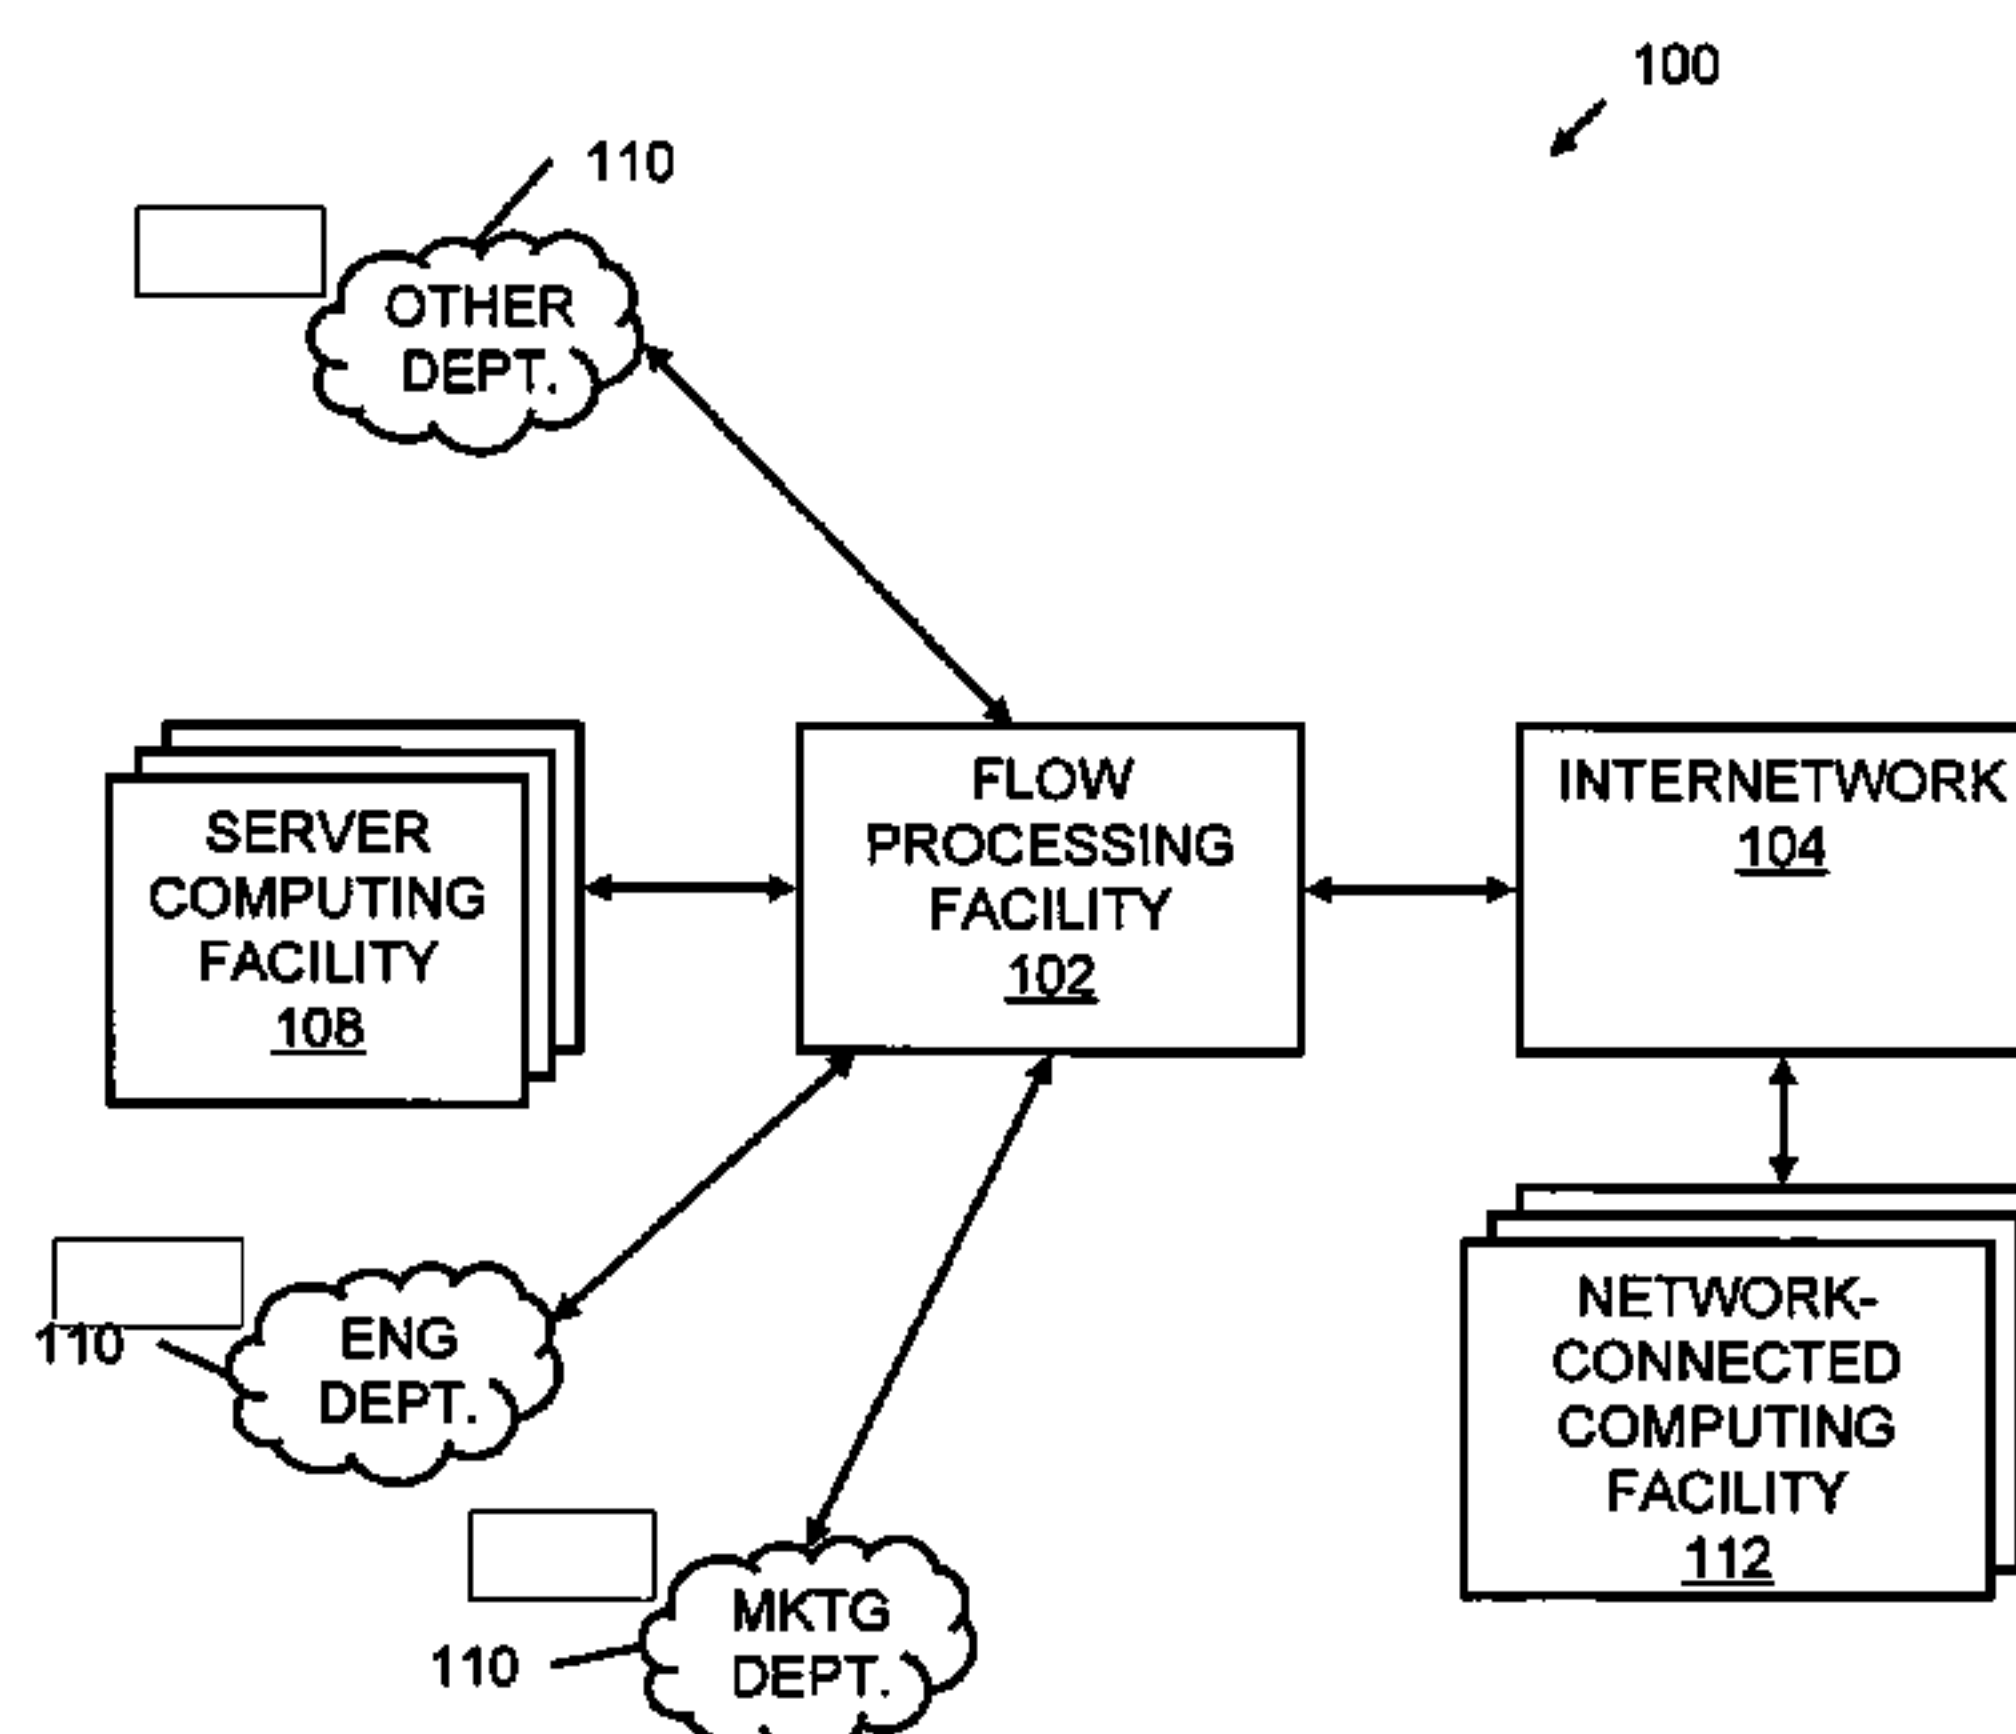 100
110
OTHER
DEPT.
SERVER
COMPUTING
FACILITY
108
FLOW
PROCESSING
FACILITY
102
INTERNETWORK
104
110
ENG
DEPT.
NETWORK-
CONNECTED
COMPUTING
FACILITY
112
110
MKTG
DEPT.